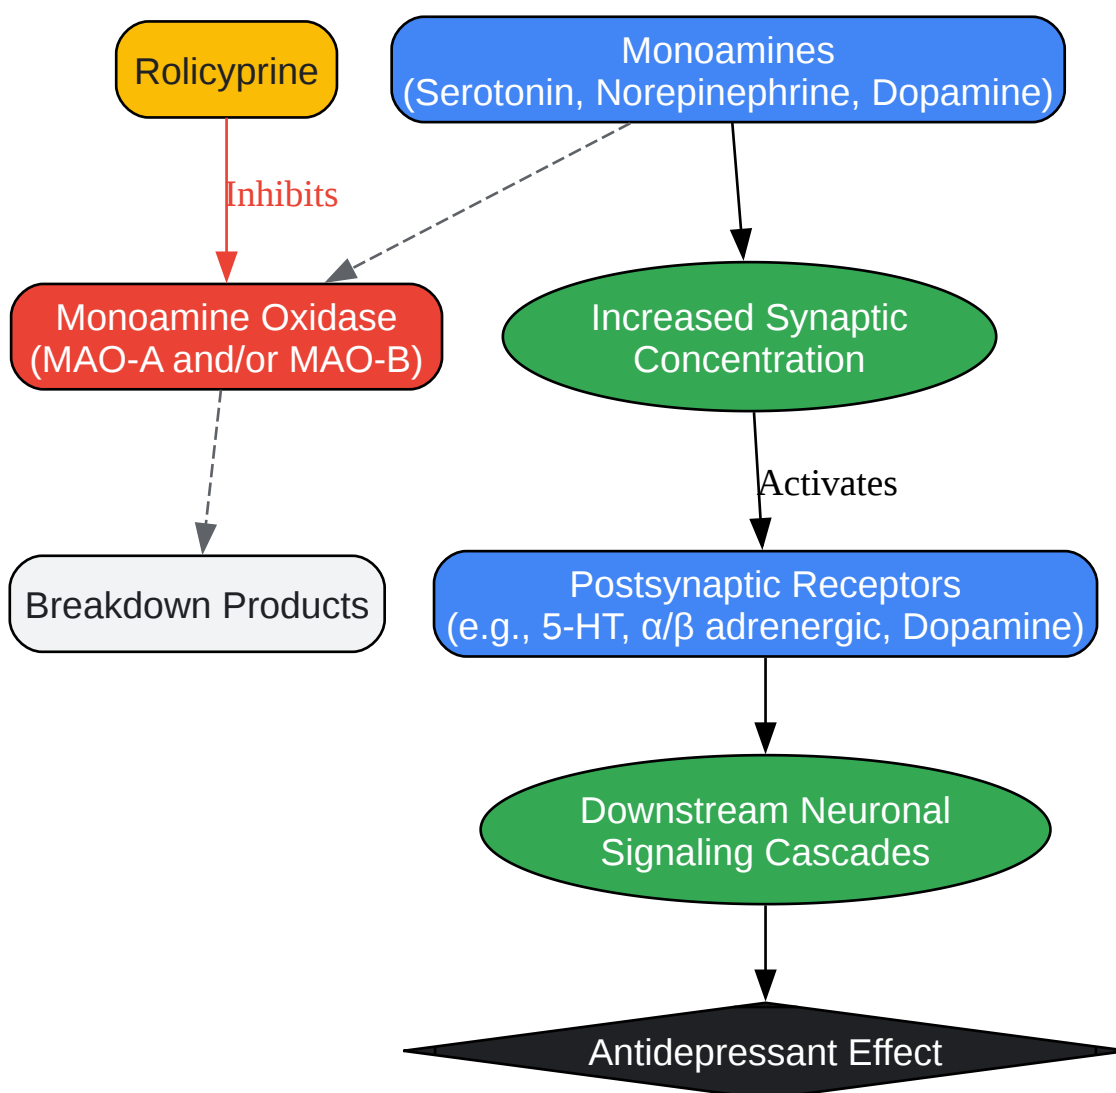 Rolicyprine
Monoamines
(Serotonin, Norepinephrine, Dopamine)
Inhibits
Monoamine Oxidase
(MAO-A and/or MAO-B)
Increased Synaptic
Concentration
Activates
Breakdown Products
Postsynaptic Receptors
(e.g., 5-HT, α/β adrenergic, Dopamine)
Downstream Neuronal
Signaling Cascades
Antidepressant Effect